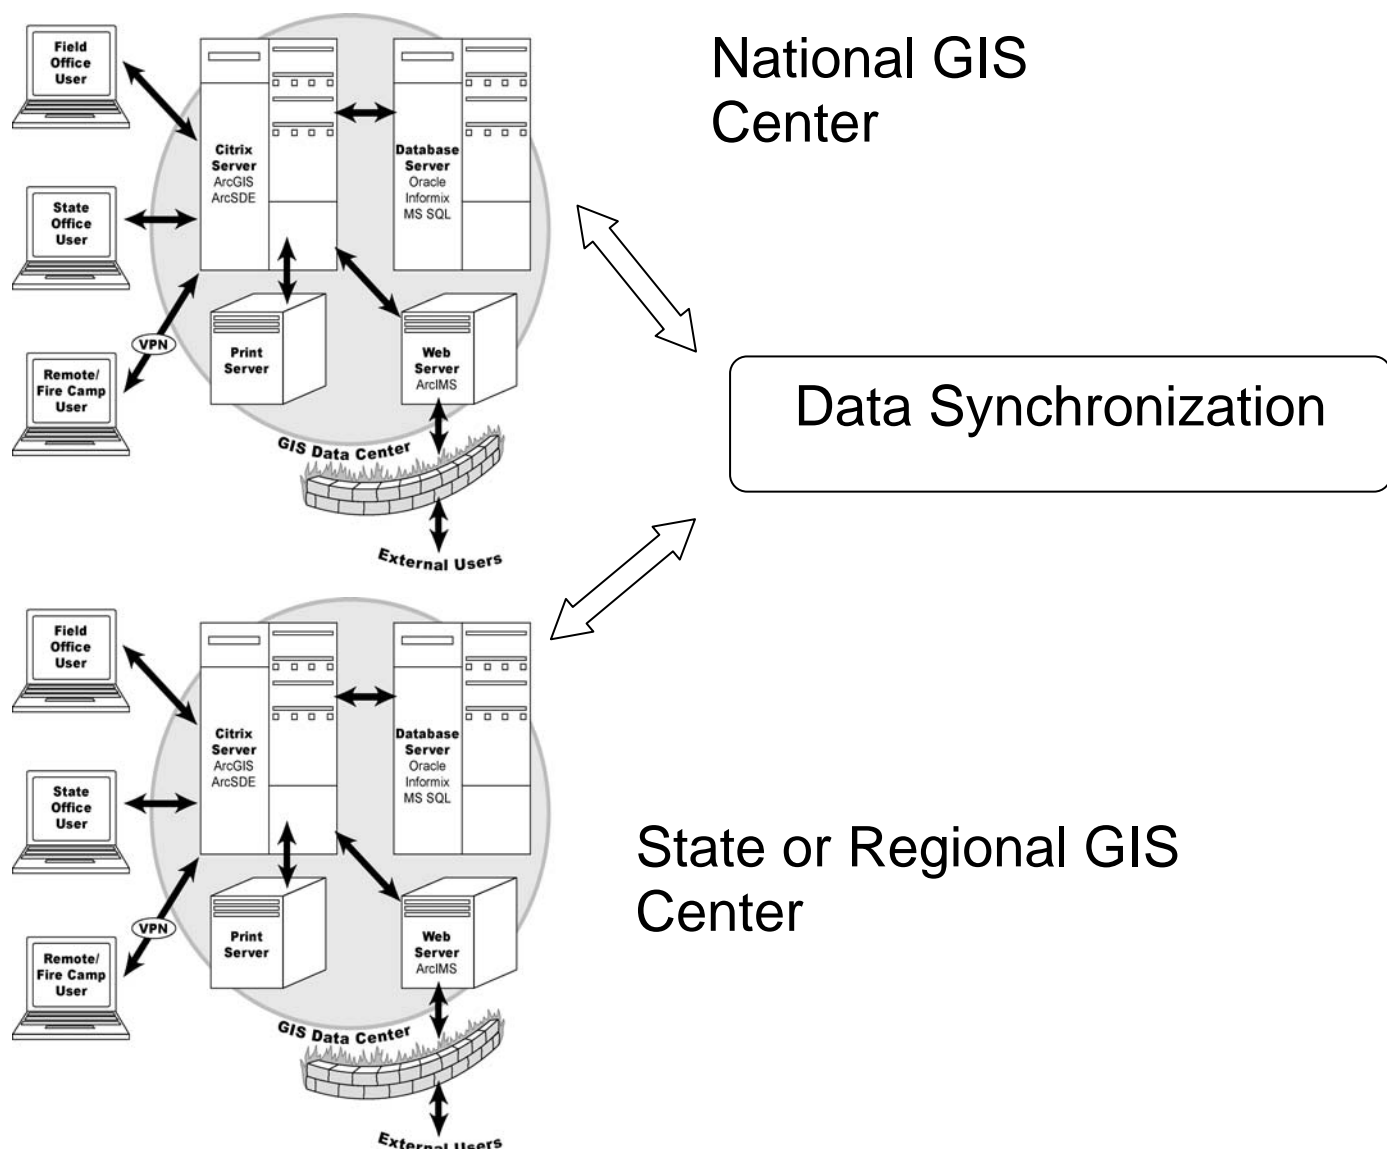 Field
Office
User
State
Office
User
Remote/
Fire Camp
User
VPN
Citrix
Server
ArcGIS
ArcSDE
Database
Server
Oracle
Informix
MS SQL
Print
Server
Web
Server
ArcIMS
GIS Data Center
External Users
National GIS
Center
Data Synchronization
Field
Office
User
State
Office
User
Remote/
Fire Camp
User
VPN
Citrix
Server
ArcGIS
ArcSDE
Database
Server
Oracle
Informix
MS SQL
Print
Server
Web
Server
ArcIMS
GIS Data Center
External Users
State or Regional GIS
Center